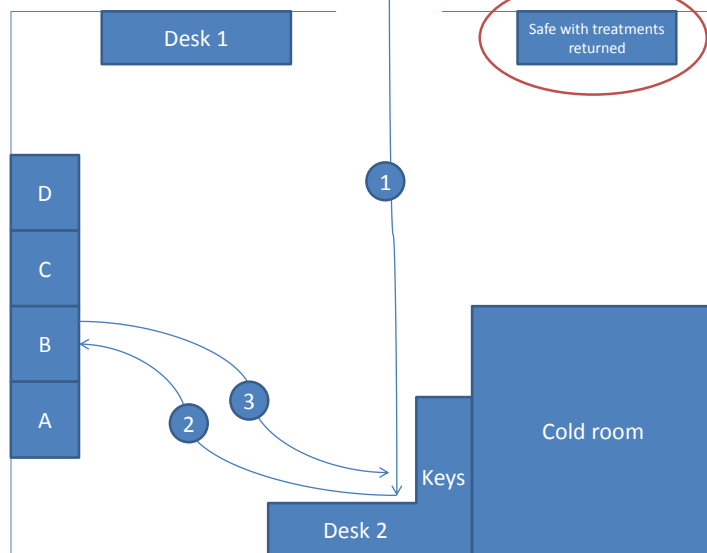 Desk 1
Safe with treatments
returned
1
D
C
B
A
3
2
Cold room
Keys
Desk 2